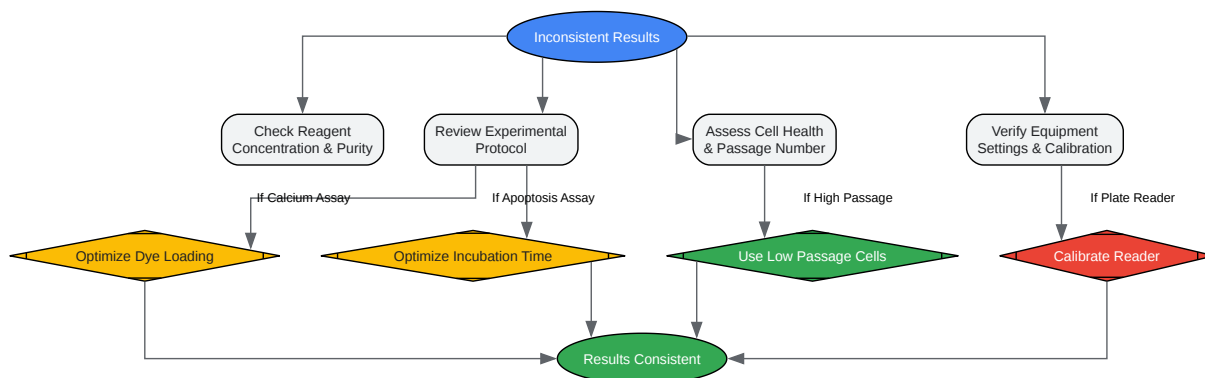 Inconsistent Results
Check Reagent
Concentration & Purity
Review Experimental
Protocol
Assess Cell Health
& Passage Number
Verify Equipment
Settings & Calibration
If Calcium Assay
If Apoptosis Assay
If High Passage
If Plate Reader
Optimize Dye Loading
Optimize Incubation Time
Use Low Passage Cells
Calibrate Reader
Results Consistent